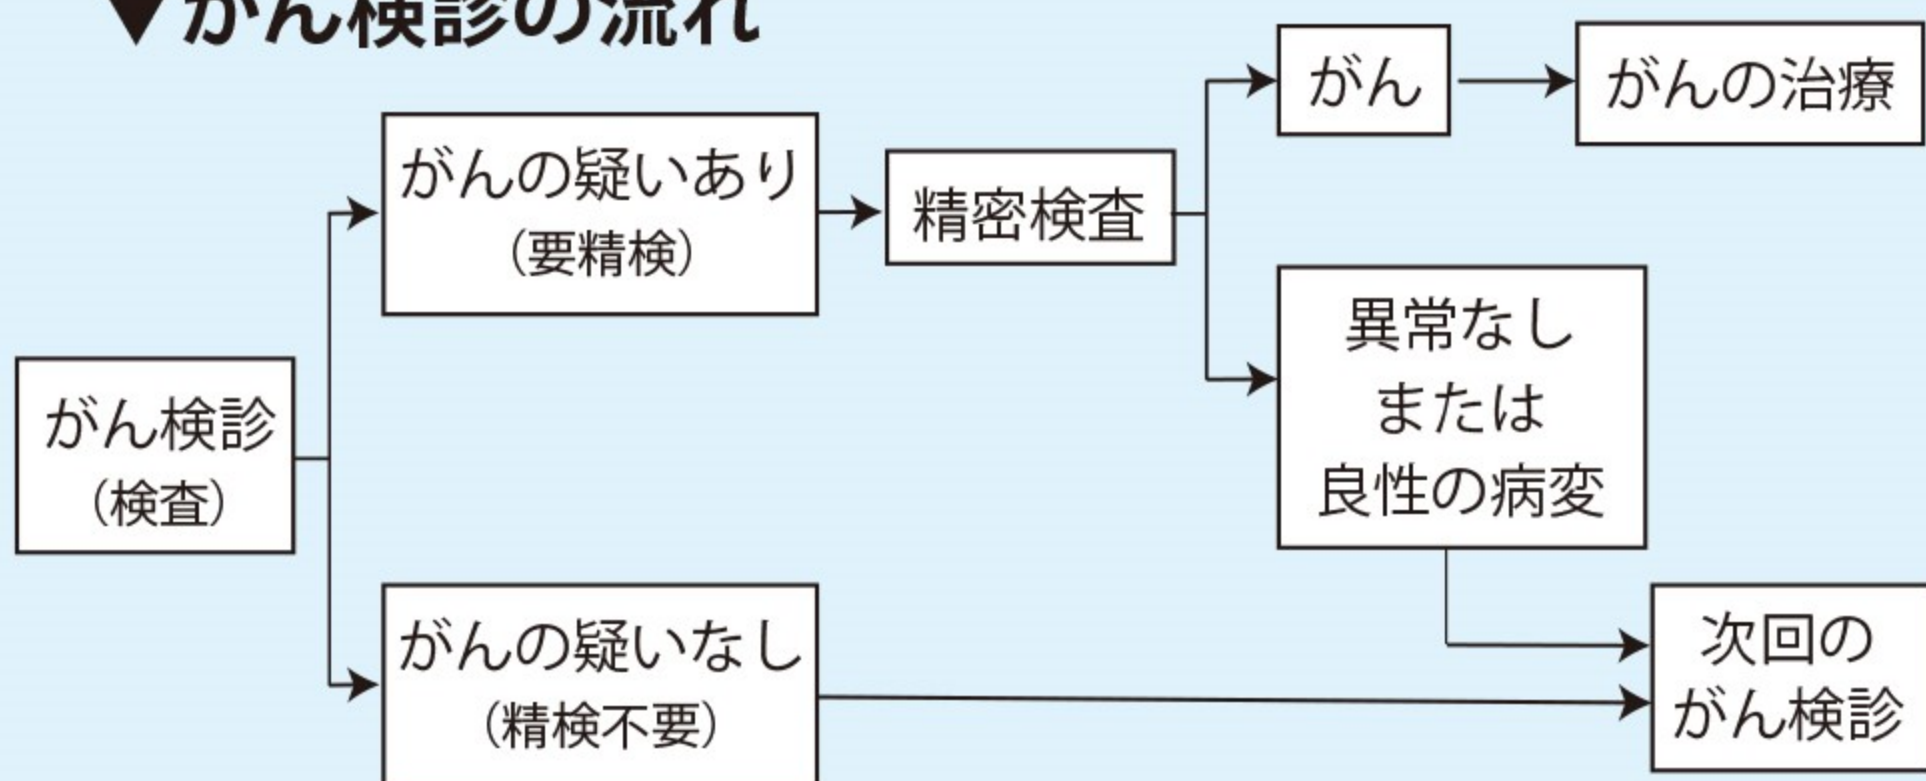 ▼がん検診の流れ
がん検診
（検査）
がんの疑いあり
（要精検）
精密検査
がん
がんの治療
異常なし
または
良性の病変
がんの疑いなし
（精検不要）
次回の
がん検診